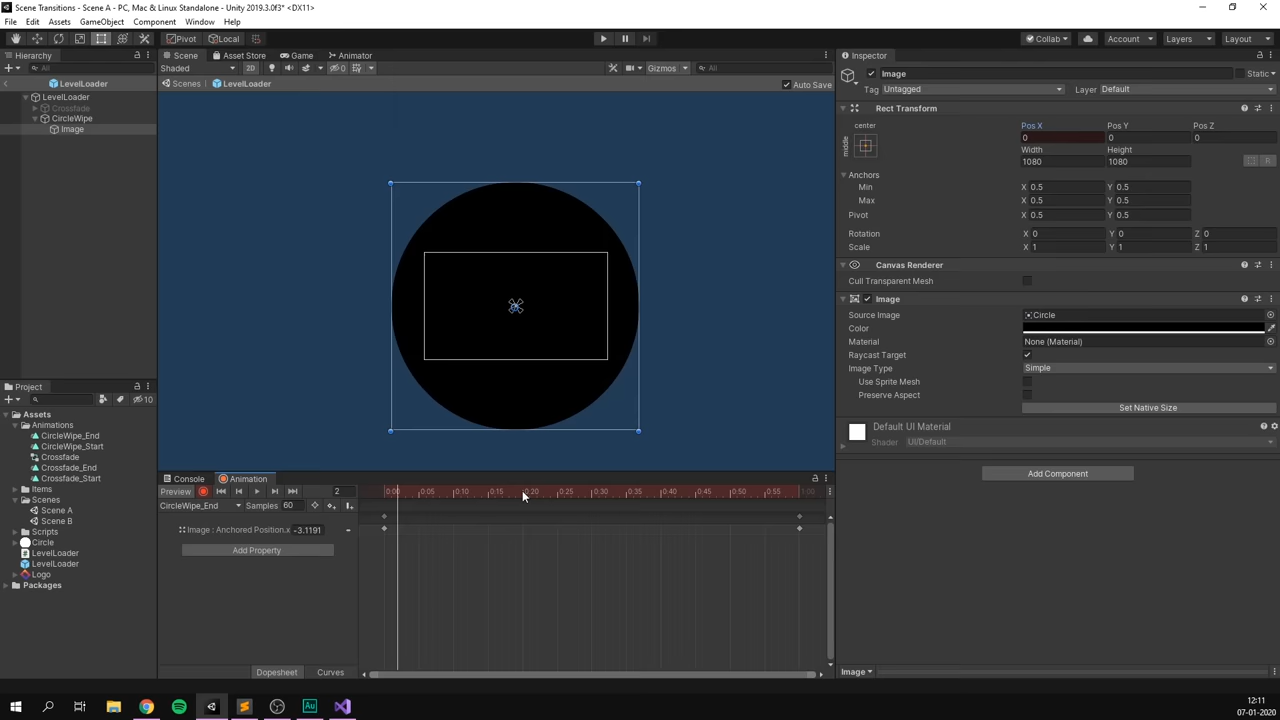 Scene Transitions - Scene A - PC, Mac & Linux Standalone - Unity 2019.3.0f3* <DX11>
File Edit Assets GameObject Component Window Help
Pivot Local Collab Account Layers Layout
Hierarchy
All
LevelLoader
LevelLoader
Crossfade
CircleWipe
Image
Scene Asset Store Game Animator
Shaded 2D 0 Gizmos All
Scenes LevelLoader Auto Save
Inspector
Image Static
Tag Untagged Layer Default
Rect Transform
center
middle
Pos X Pos Y Pos Z
0 0 0
Width Height
1080 1080
R
Anchors
Min X 0.5 Y 0.5
Max X 0.5 Y 0.5
Pivot X 0.5 Y 0.5
Rotation X 0 Y 0 Z 0
Scale X 1 Y 1 Z 1
Canvas Renderer
Cull Transparent Mesh
Image
Source Image Circle
Color
Material None (Material)
Raycast Target
Image Type Simple
Use Sprite Mesh
Preserve Aspect
Set Native Size
Default UI Material
Shader UI/Default
Add Component
Image
Project
10
Assets
Animations
CircleWipe_End
CircleWipe_Start
Crossfade
Crossfade_End
Crossfade_Start
Items
Scenes
Scene A
Scene B
Scripts
Circle
LevelLoader
LevelLoader
Logo
Packages
Console Animation
Preview 2 0:00 0:05 0:10 0:15 0:20 0:25 0:30 0:35 0:40 0:45 0:50 0:55 1:00
CircleWipe_End Samples 60
Image : Anchored Position.x -3.1191
Add Property
Dopesheet Curves
Au
12:11
07-01-2020